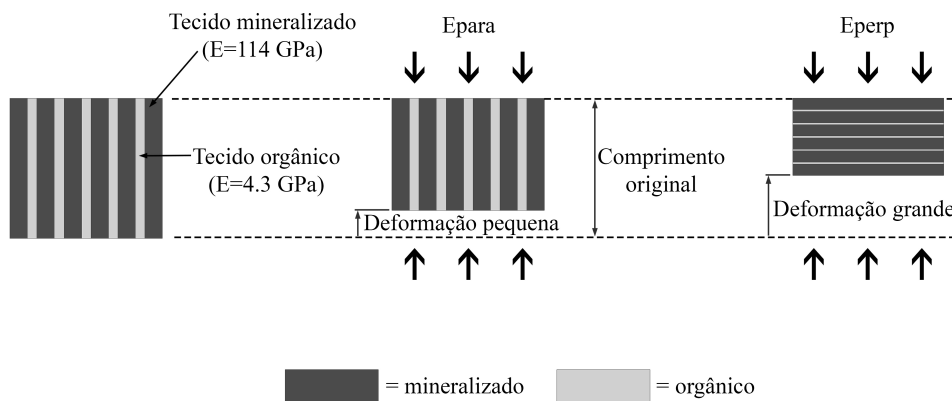 Tecido mineralizado
(E=114 GPa)
Epara
Eperp
Tecido orgânico
(E=4.3 GPa)
Comprimento
original
Deformação pequena
Deformação grande
= mineralizado
= orgânico